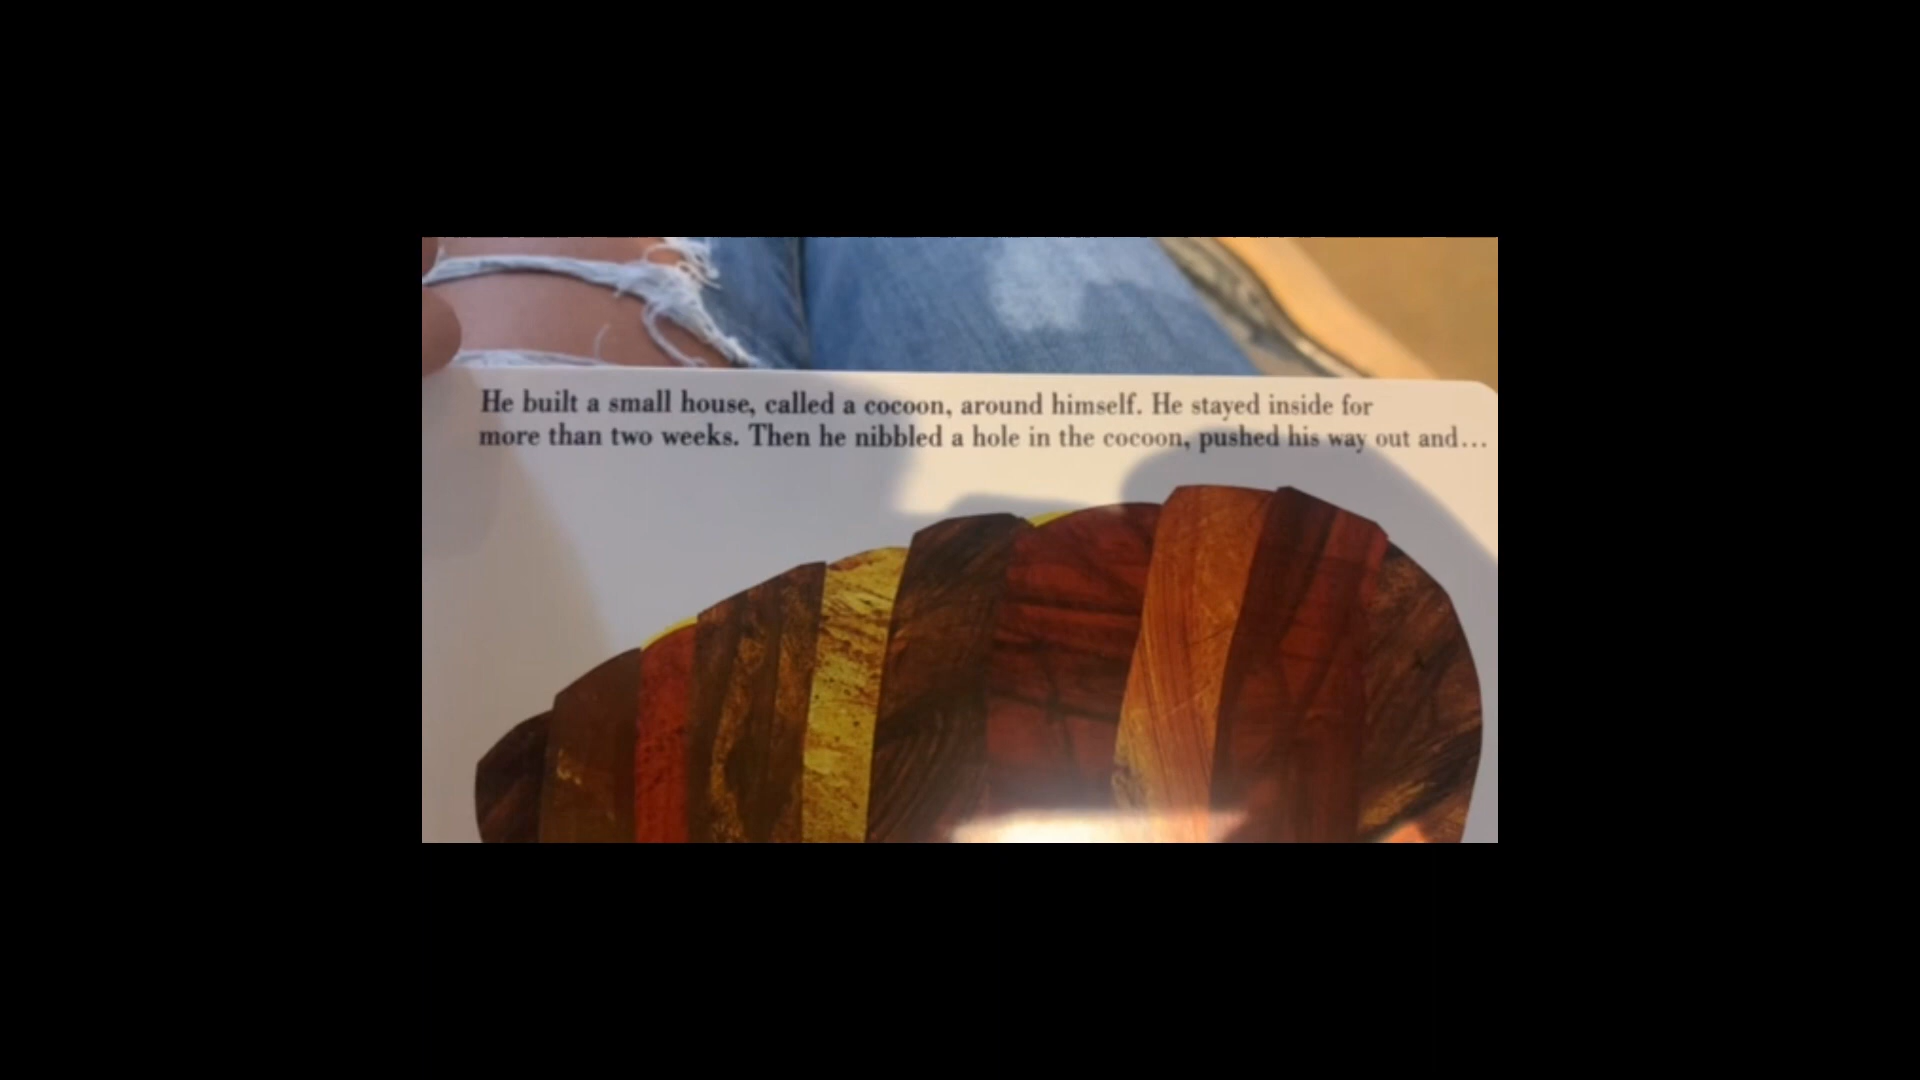 He built a small house, called a cocoon, around himself. He stayed inside for
more than two weeks. Then he nibbled a hole in the cocoon, pushed his way out and...